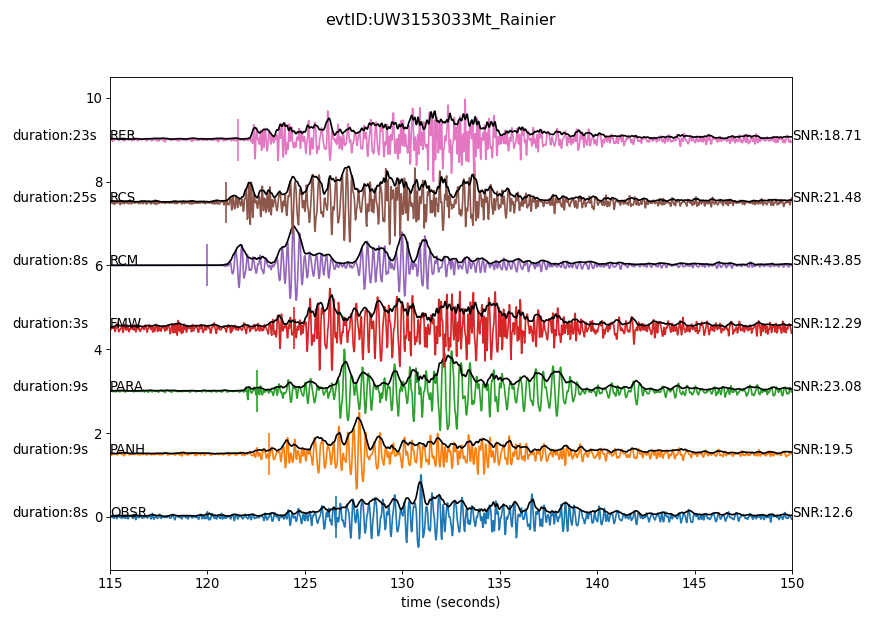 evtID:UW3153033Mt_Rainier
10
duration:23s RER SNR:18.71
8
duration:25s RCS SNR:21.48
duration:8s RCM SNR:43.85
6
duration:3s FMW SNR:12.29
4
duration:9s PARA SNR:23.08
2
duration:9s PANH SNR:19.5
duration:8s OBSR SNR:12.6
0
115 120 125 130 135 140 145 150
time (seconds)